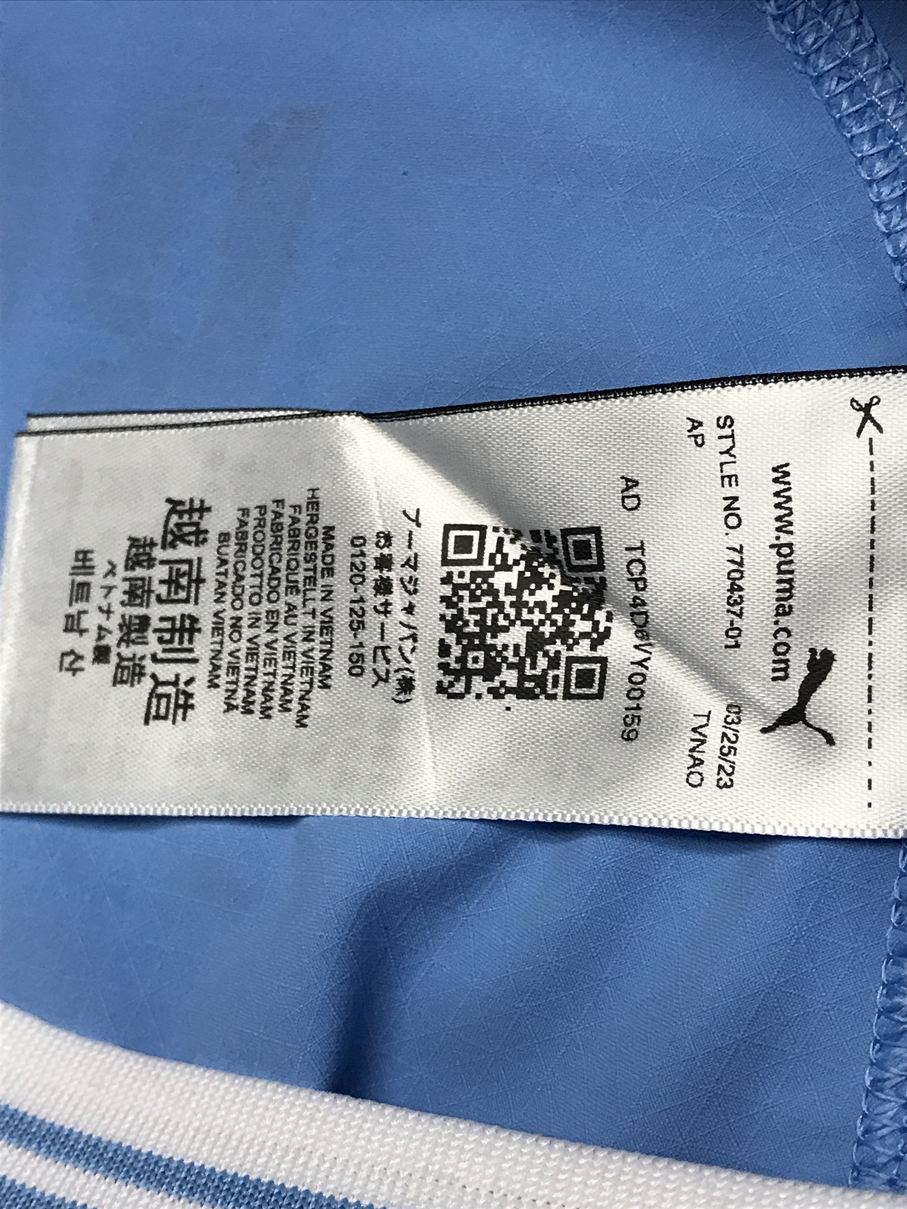 www.puma.com
STYLE NO. 770437-01 03/25/23
AP TVNAO
AD
プーマジャパン(株)
お客様サービス
0120-125-150
MADE IN VIETNAM
HERGESTELLT IN VIETNAM
FABRIQUE AU VIETNAM
FABRICADO EN VIETNAM
PRODOTTO IN VIETNAM
FABRICADO NO VIETNÃ
BUATAN VIETNAM
越南制造
越南製造
ベトナム製
베트남 산